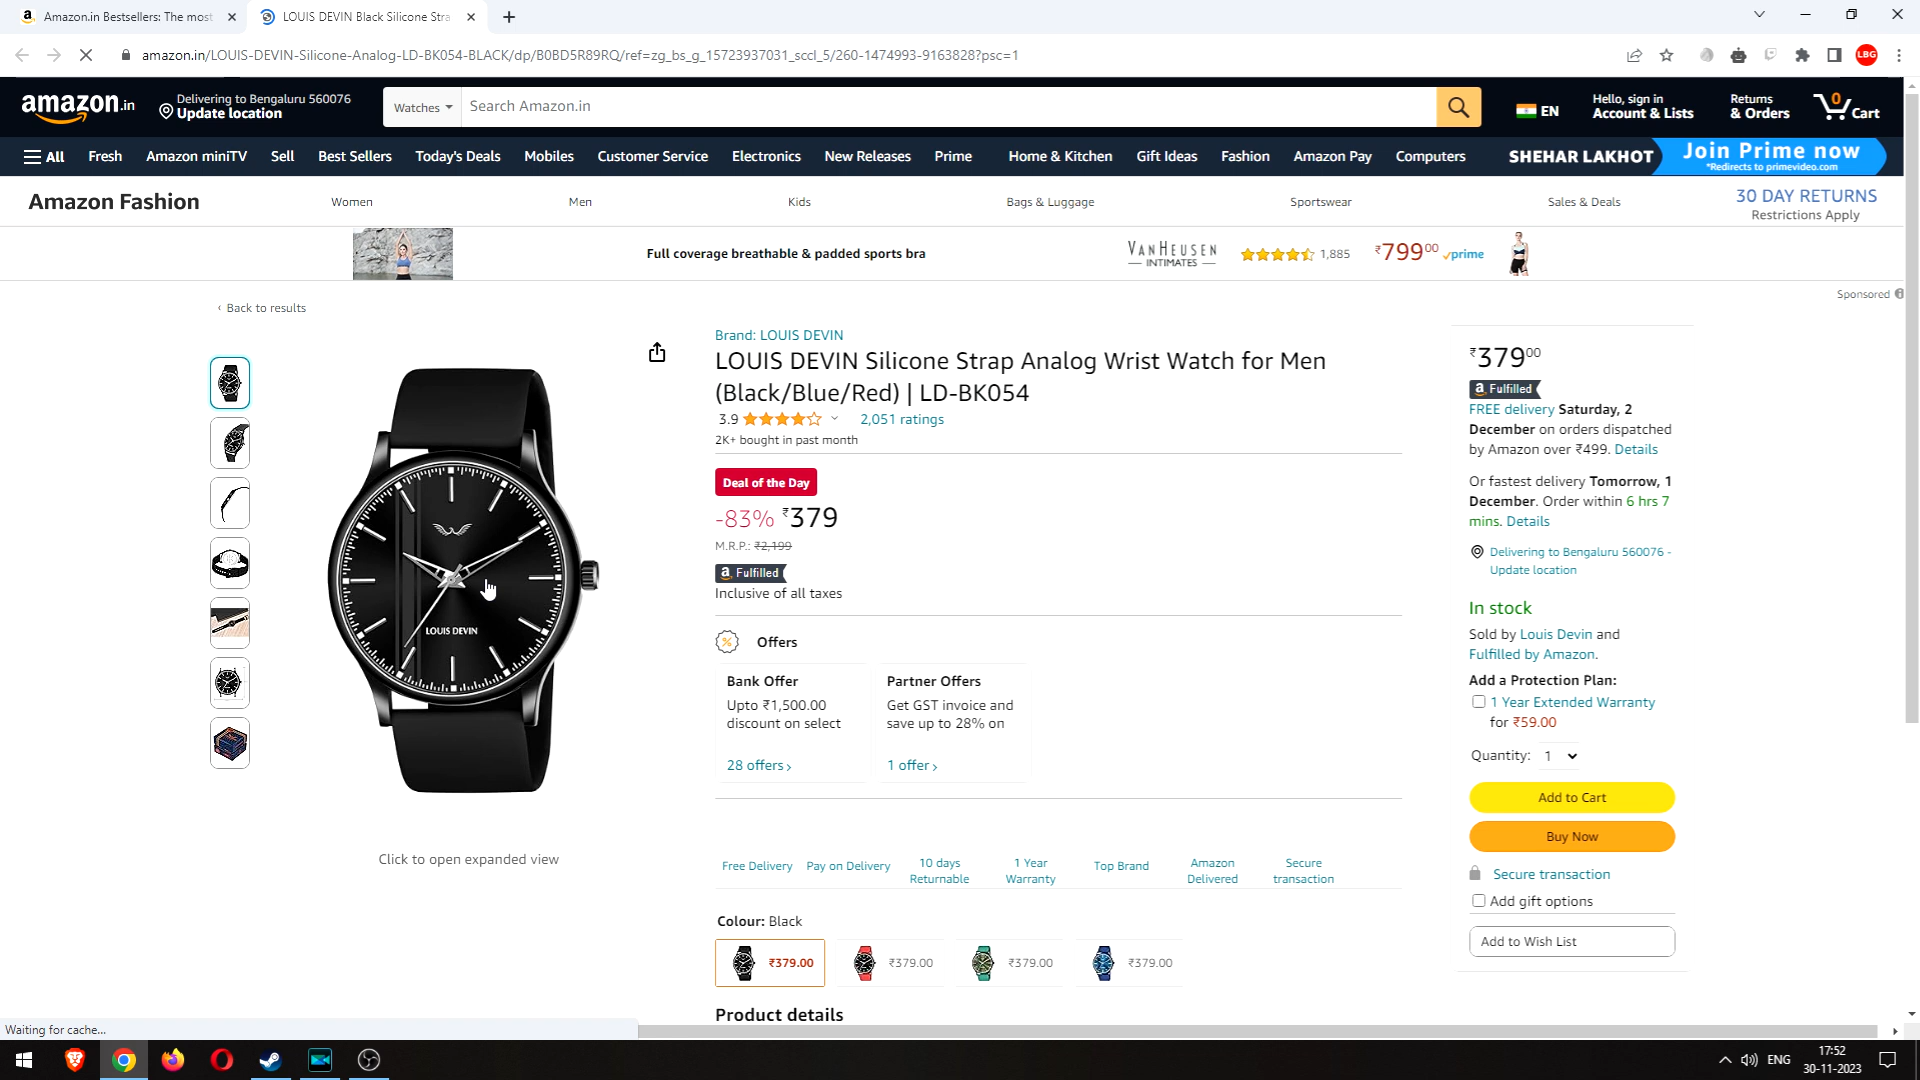 Amazon.in Bestsellers: The most
LOUIS DEVIN Black Silicone Stra
amazon.in/LOUIS-DEVIN-Silicone-Analog-LD-BK054-BLACK/dp/B0BD5R89RQ/ref=zg_bs_g_15723937031_sccl_5/260-1474993-9163828?psc=1
LBG
amazon.in
Delivering to Bengaluru 560076
Update location
Watches
Search Amazon.in
EN
Hello, sign in
Account & Lists
Returns
& Orders
0
Cart
All
Fresh
Amazon miniTV
Sell
Best Sellers
Today's Deals
Mobiles
Customer Service
Electronics
New Releases
Prime
Home & Kitchen
Gift Ideas
Fashion
Amazon Pay
Computers
SHEHAR LAKHOT
Join Prime now
*Redirects to primevideo.com
Amazon Fashion
Women
Men
Kids
Bags & Luggage
Sportswear
Sales & Deals
30 DAY RETURNS
Restrictions Apply
Full coverage breathable & padded sports bra
VAN HEUSEN
INTIMATES
1,885
₹79900
prime
Sponsored
‹ Back to results
LOUIS DEVIN
Click to open expanded view
Brand: LOUIS DEVIN
LOUIS DEVIN Silicone Strap Analog Wrist Watch for Men
(Black/Blue/Red) | LD-BK054
3.9
2,051 ratings
2K+ bought in past month
Deal of the Day
-83% ₹379
M.R.P.: ₹2,199
a Fulfilled
Inclusive of all taxes
% Offers
Bank Offer
Upto ₹1,500.00
discount on select
28 offers ›
Partner Offers
Get GST invoice and
save up to 28% on
1 offer ›
Free Delivery
Pay on Delivery
10 days
Returnable
1 Year
Warranty
Top Brand
Amazon
Delivered
Secure
transaction
Colour: Black
₹379.00
₹379.00
₹379.00
₹379.00
Product details
₹37900
a Fulfilled
FREE delivery Saturday, 2
December on orders dispatched
by Amazon over ₹499. Details
Or fastest delivery Tomorrow, 1
December. Order within 6 hrs 7
mins. Details
Delivering to Bengaluru 560076 -
Update location
In stock
Sold by Louis Devin and
Fulfilled by Amazon.
Add a Protection Plan:
1 Year Extended Warranty
for ₹59.00
Quantity: 1
Add to Cart
Buy Now
Secure transaction
Add gift options
Add to Wish List
Waiting for cache...
ENG
17:52
30-11-2023